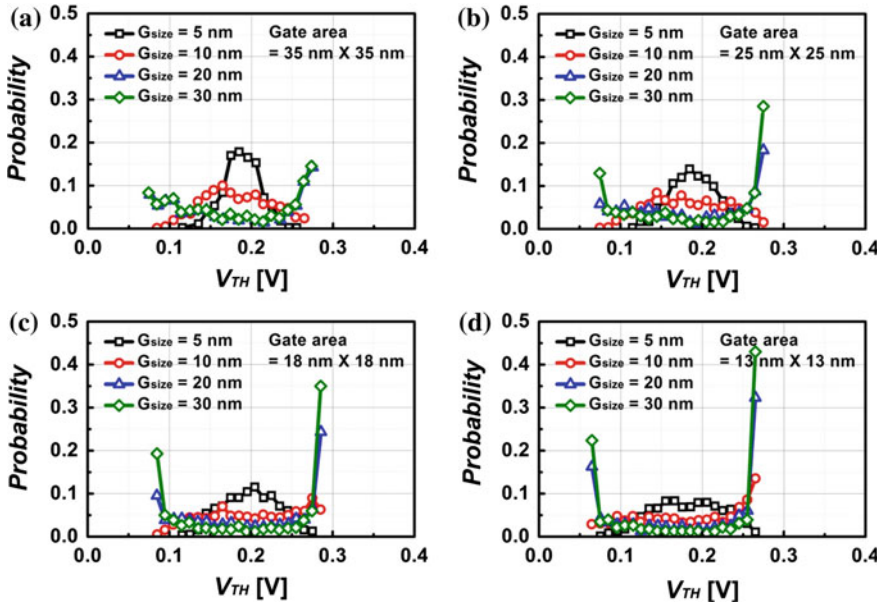 (a)
Gsize = 5 nm
Gsize = 10 nm
Gsize = 20 nm
Gsize = 30 nm
Gate area
= 35 nm X 35 nm
Probability
0.5
0.4
0.3
0.2
0.1
0.0
0.0 0.1 0.2 0.3 0.4
VTH [V]
(b)
Gsize = 5 nm
Gsize = 10 nm
Gsize = 20 nm
Gsize = 30 nm
Gate area
= 25 nm X 25 nm
Probability
0.5
0.4
0.3
0.2
0.1
0.0
0.0 0.1 0.2 0.3 0.4
VTH [V]
(c)
Gsize = 5 nm
Gsize = 10 nm
Gsize = 20 nm
Gsize = 30 nm
Gate area
= 18 nm X 18 nm
Probability
0.5
0.4
0.3
0.2
0.1
0.0
0.0 0.1 0.2 0.3 0.4
VTH [V]
(d)
Gsize = 5 nm
Gsize = 10 nm
Gsize = 20 nm
Gsize = 30 nm
Gate area
= 13 nm X 13 nm
Probability
0.5
0.4
0.3
0.2
0.1
0.0
0.0 0.1 0.2 0.3 0.4
VTH [V]